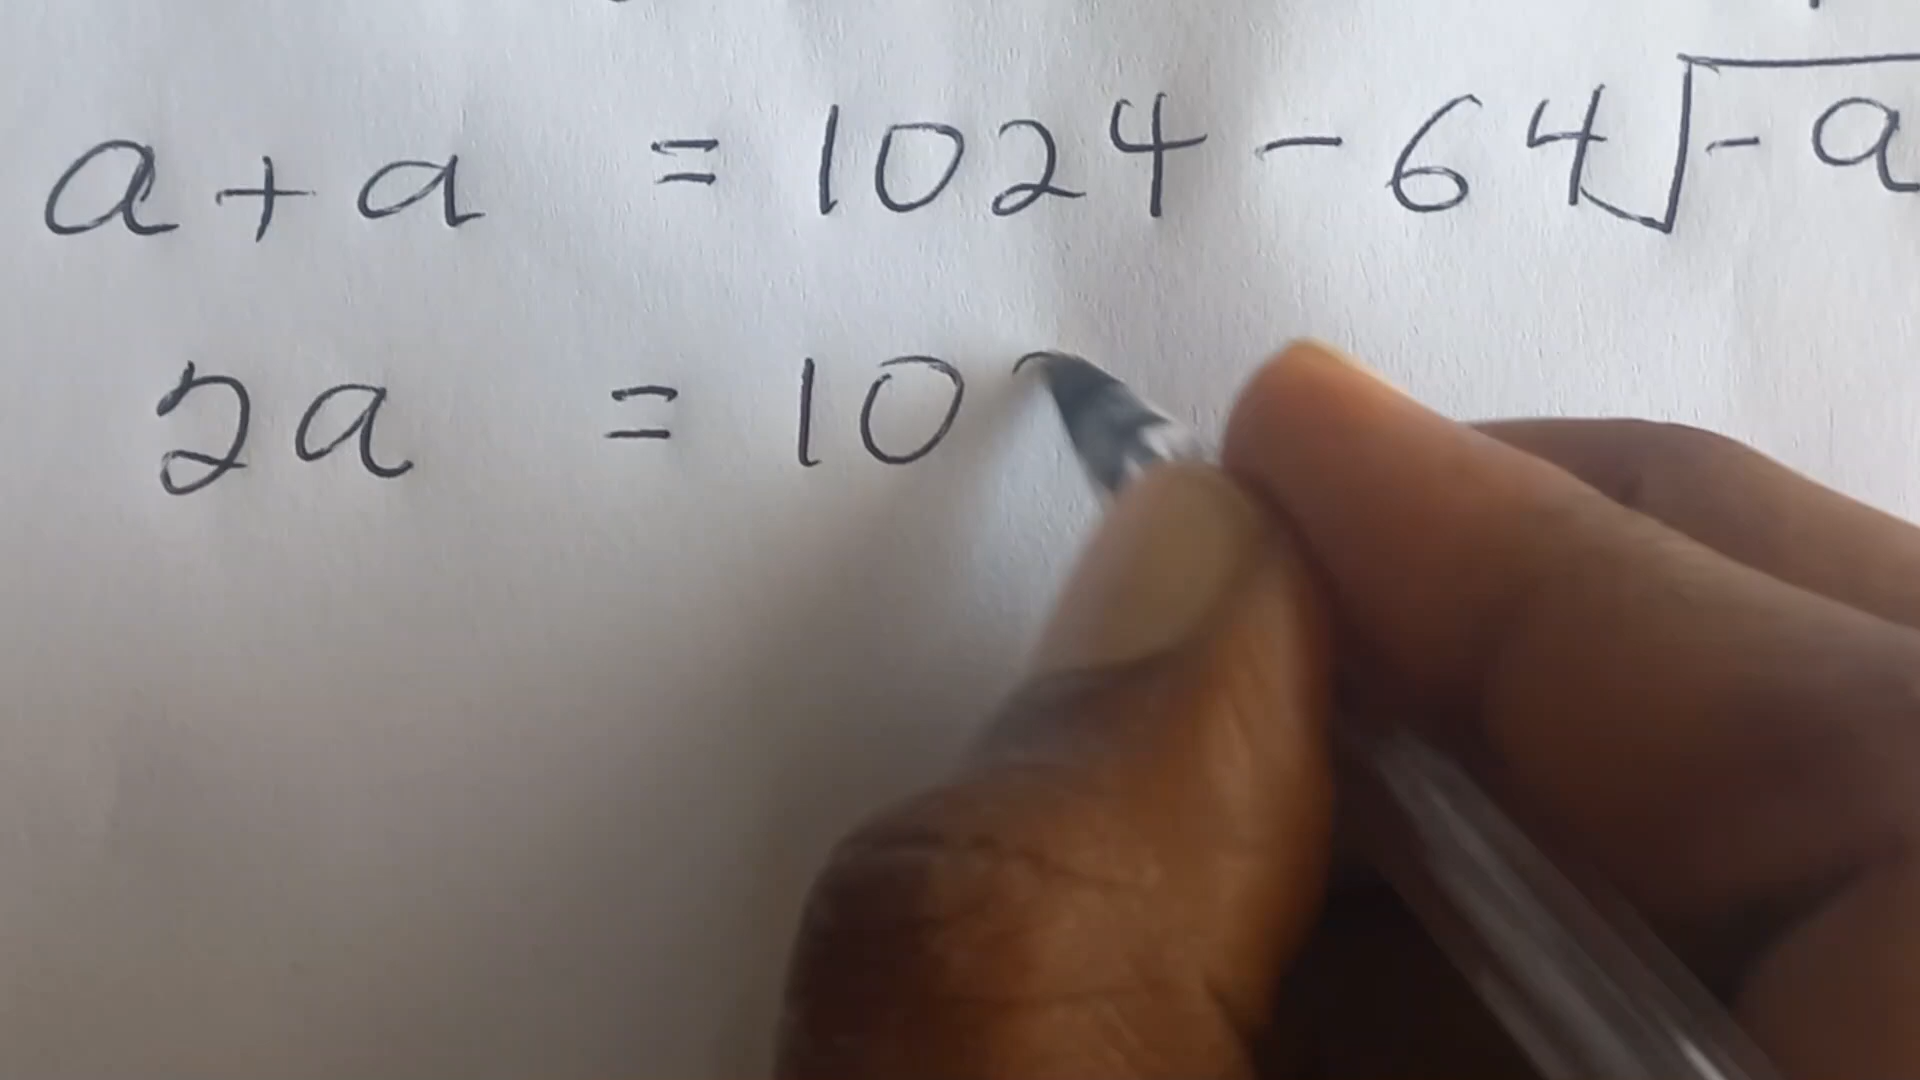 a + a = 1024 - 64√-a
2a = 10